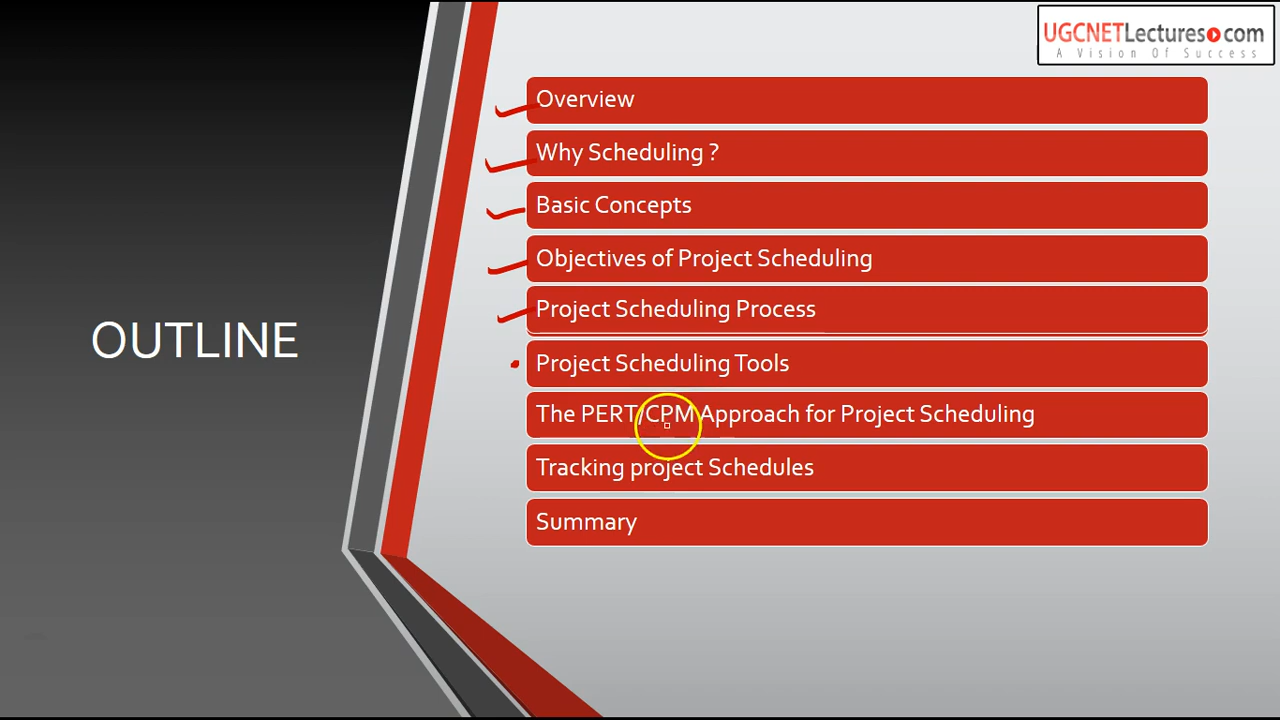 UGCNETLectures.com
A Vision Of Success
Overview
Why Scheduling ?
Basic Concepts
Objectives of Project Scheduling
Project Scheduling Process
OUTLINE
Project Scheduling Tools
The PERT/CPM Approach for Project Scheduling
Tracking project Schedules
Summary